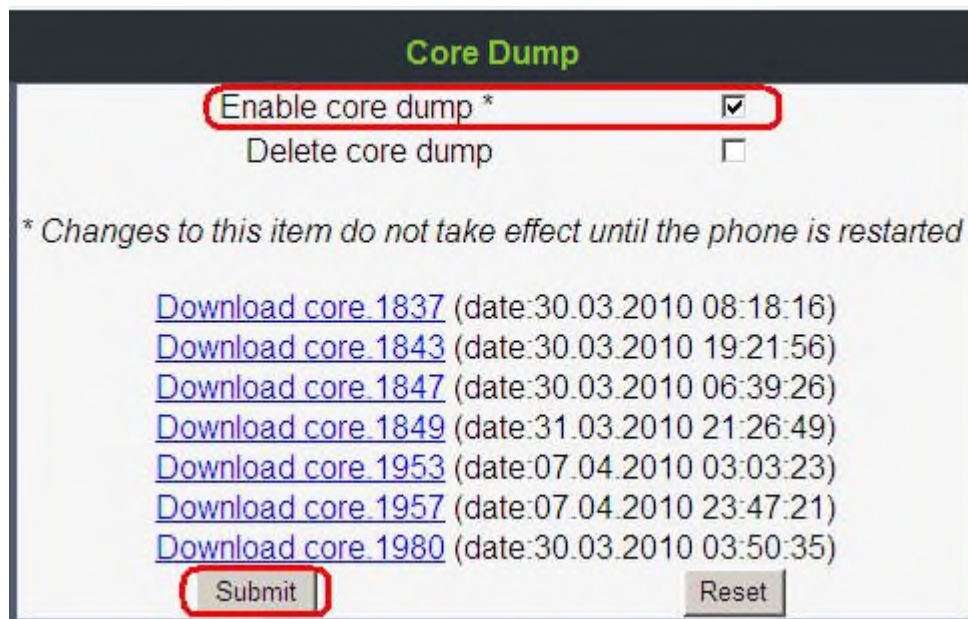 Core Dump
Enable core dump *
Delete core dump
* Changes to this item do not take effect until the phone is restarted
Download core.1837 (date:30.03.2010 08:18:16)
Download core.1843 (date:30.03.2010 19:21:56)
Download core.1847 (date:30.03.2010 06:39:26)
Download core.1849 (date:31.03.2010 21:26:49)
Download core.1953 (date:07.04.2010 03:03:23)
Download core.1957 (date:07.04.2010 23:47:21)
Download core.1980 (date:30.03.2010 03:50:35)
Submit Reset